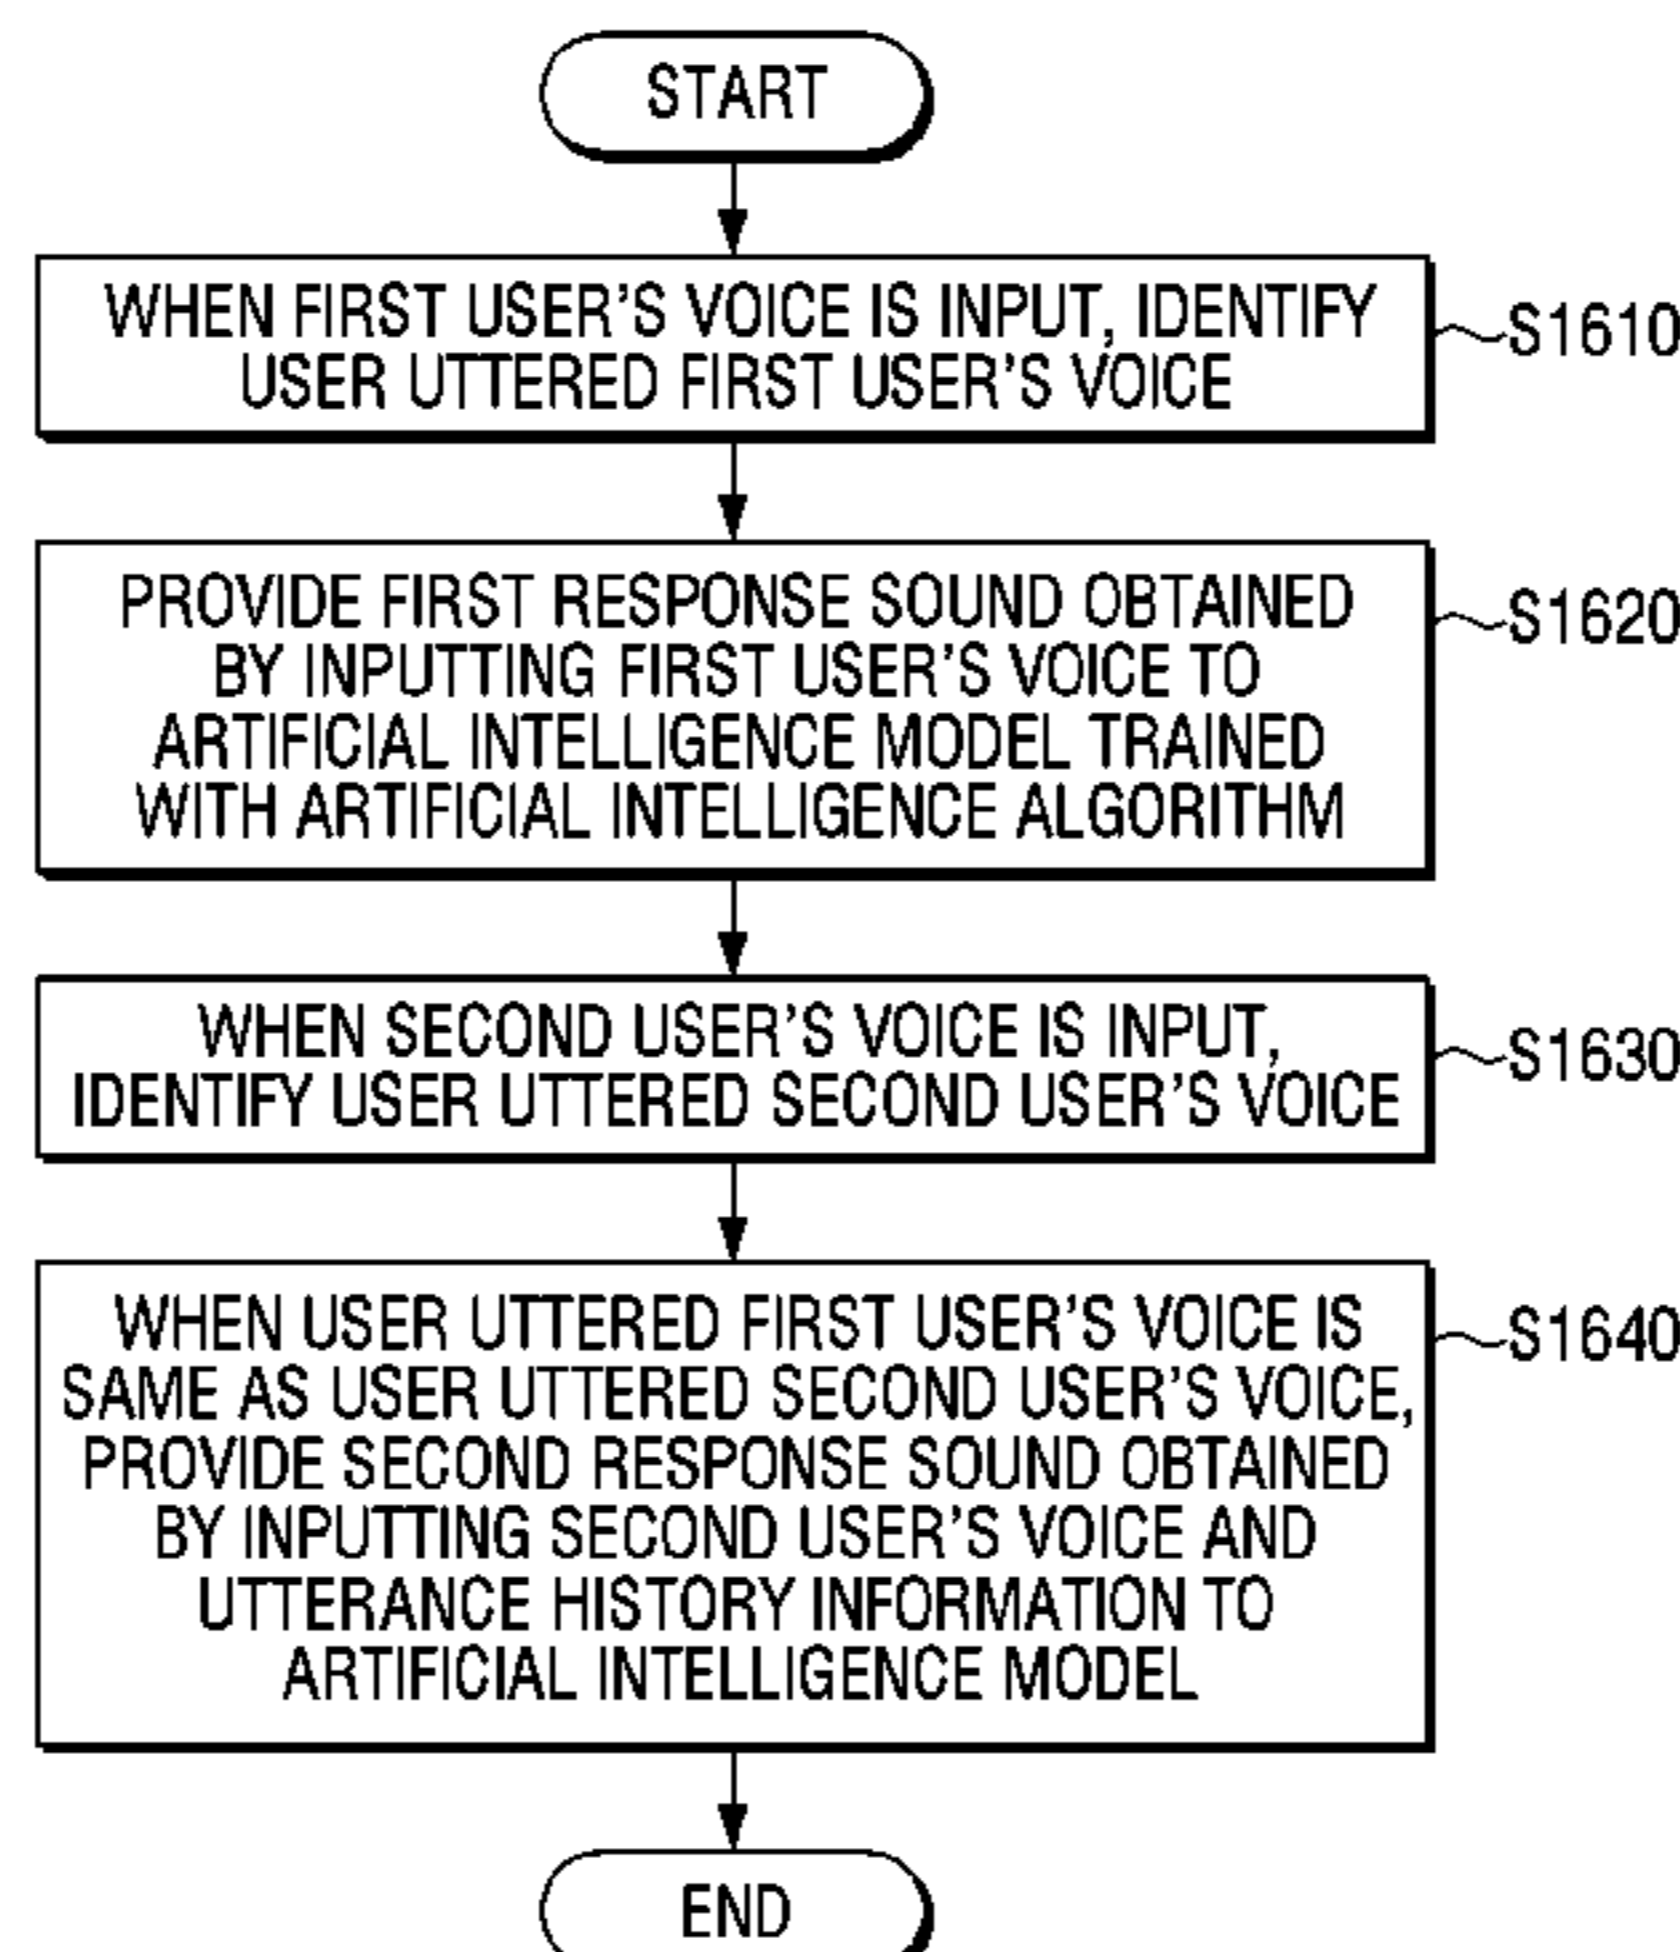 START
WHEN FIRST USER'S VOICE IS INPUT, IDENTIFY
USER UTTERED FIRST USER'S VOICE
S1610
PROVIDE FIRST RESPONSE SOUND OBTAINED
BY INPUTTING FIRST USER'S VOICE TO
ARTIFICIAL INTELLIGENCE MODEL TRAINED
WITH ARTIFICIAL INTELLIGENCE ALGORITHM
S1620
WHEN SECOND USER'S VOICE IS INPUT,
IDENTIFY USER UTTERED SECOND USER'S VOICE
S1630
WHEN USER UTTERED FIRST USER'S VOICE IS
SAME AS USER UTTERED SECOND USER'S VOICE,
PROVIDE SECOND RESPONSE SOUND OBTAINED
BY INPUTTING SECOND USER'S VOICE AND
UTTERANCE HISTORY INFORMATION TO
ARTIFICIAL INTELLIGENCE MODEL
S1640
END